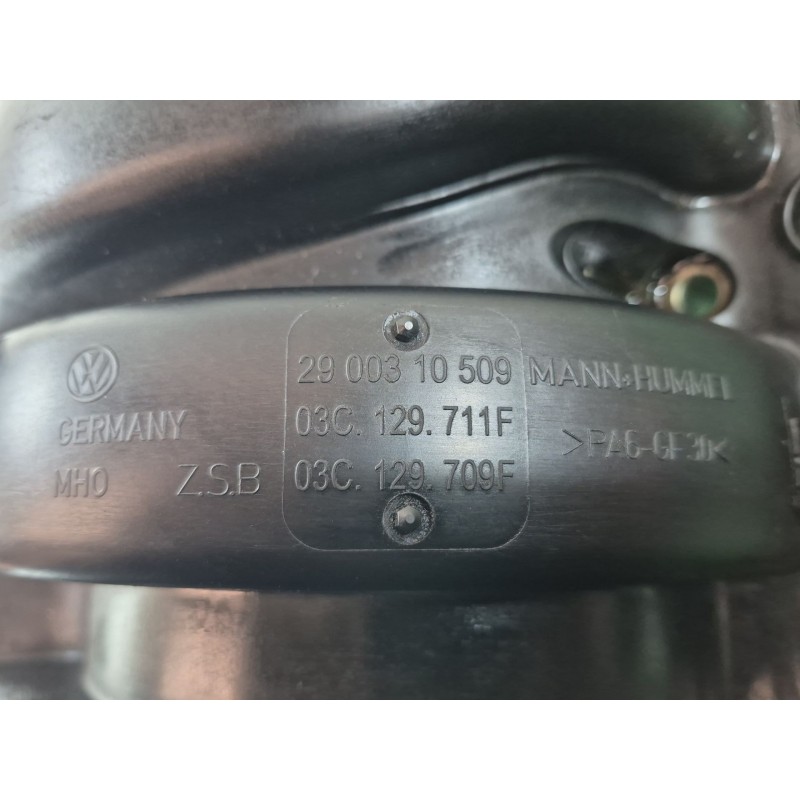 29 003 10 509 MANN+HUMMEL
GERMANY 03C. 129. 711F >PA6-GF30<
MHO Z.S.B 03C. 129. 709F